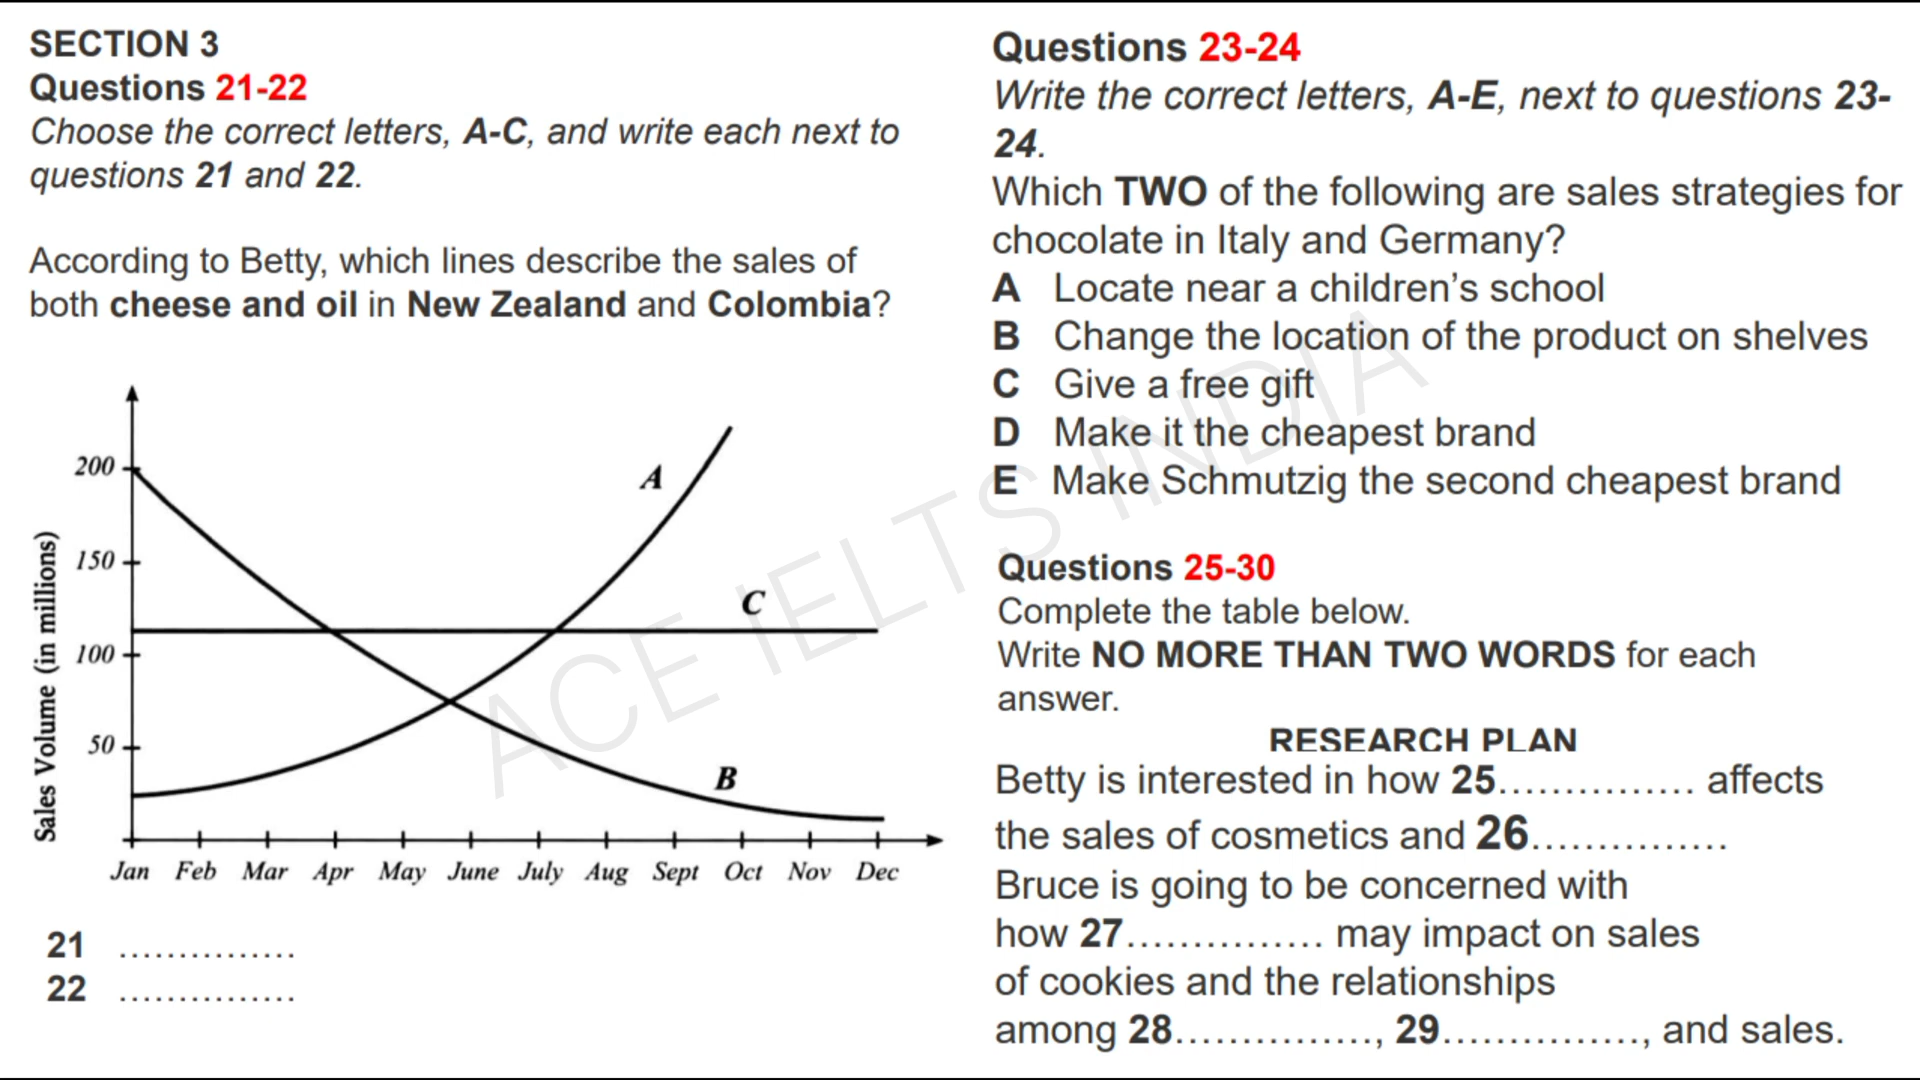 SECTION 3
Questions 21-22
Choose the correct letters, A-C, and write each next to
questions 21 and 22.
According to Betty, which lines describe the sales of
both cheese and oil in New Zealand and Colombia?
Sales Volume (in millions)
200
150
100
50
A
C
B
Jan Feb Mar Apr May June July Aug Sept Oct Nov Dec
21 ...............
22 ...............
Questions 23-24
Write the correct letters, A-E, next to questions 23-
24.
Which TWO of the following are sales strategies for
chocolate in Italy and Germany?
A Locate near a children’s school
B Change the location of the product on shelves
C Give a free gift
D Make it the cheapest brand
E Make Schmutzig the second cheapest brand
Questions 25-30
Complete the table below.
Write NO MORE THAN TWO WORDS for each
answer.
RESEARCH PLAN
Betty is interested in how 25............... affects
the sales of cosmetics and 26...............
Bruce is going to be concerned with
how 27............... may impact on sales
of cookies and the relationships
among 28..............., 29..............., and sales.
ACE IELTS INDIA